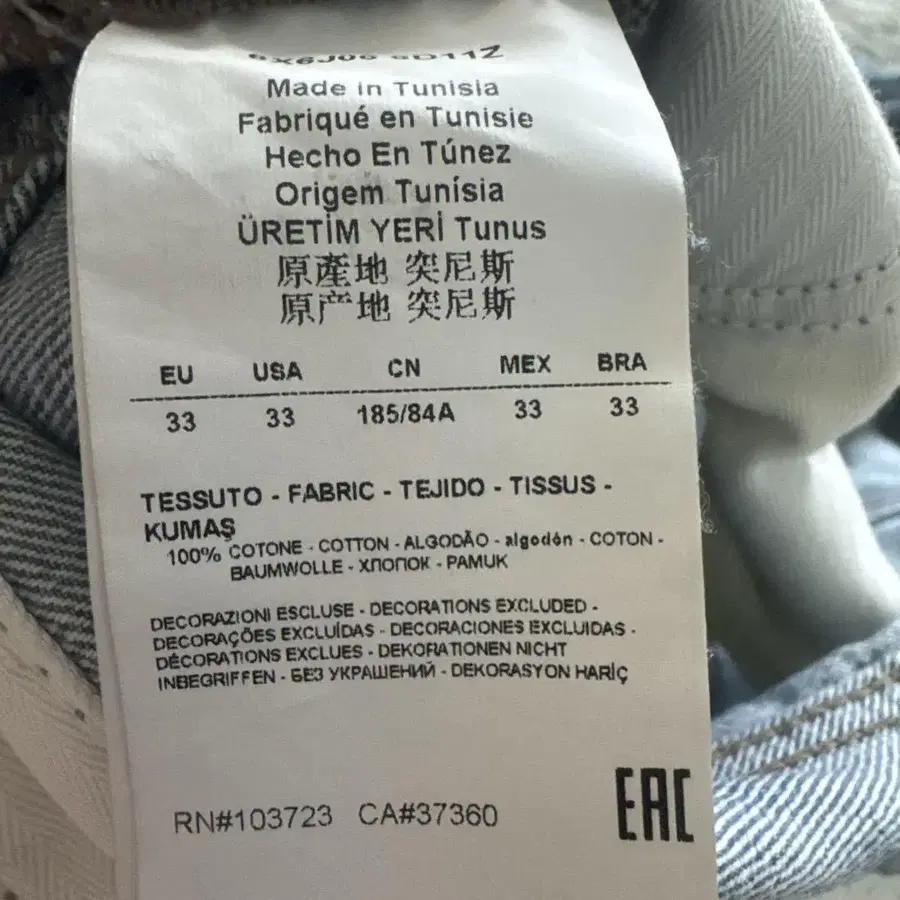 Made in Tunisia
Fabriqué en Tunisie
Hecho En Túnez
Origem Tunísia
ÜRETİM YERİ Tunus
原產地 突尼斯
原产地 突尼斯
EU USA CN MEX BRA
33 33 185/84A 33 33
TESSUTO - FABRIC - TEJIDO - TISSUS -
KUMAŞ
100% COTONE - COTTON - ALGODÃO - algodón - COTON -
BAUMWOLLE - ХЛОПОК - PAMUK
DECORAZIONI ESCLUSE - DECORATIONS EXCLUDED -
DECORAÇÕES EXCLUÍDAS - DECORACIONES EXCLUIDAS -
DÉCORATIONS EXCLUES - DEKORATIONEN NICHT
INBEGRIFFEN - БЕЗ УКРАШЕНИЙ - DEKORASYON HARİÇ
RN#103723 CA#37360
EAC